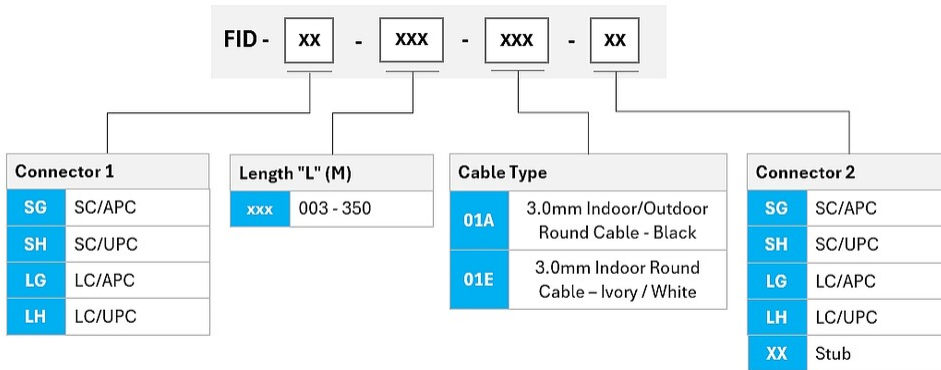 FID - XX - XXX - XXX - XX
Connector 1
SG SC/APC
SH SC/UPC
LG LC/APC
LH LC/UPC
Length "L" (M)
xxx 003 - 350
Cable Type
01A 3.0mm Indoor/Outdoor
Round Cable - Black
01E 3.0mm Indoor Round
Cable – Ivory / White
Connector 2
SG SC/APC
SH SC/UPC
LG LC/APC
LH LC/UPC
XX Stub